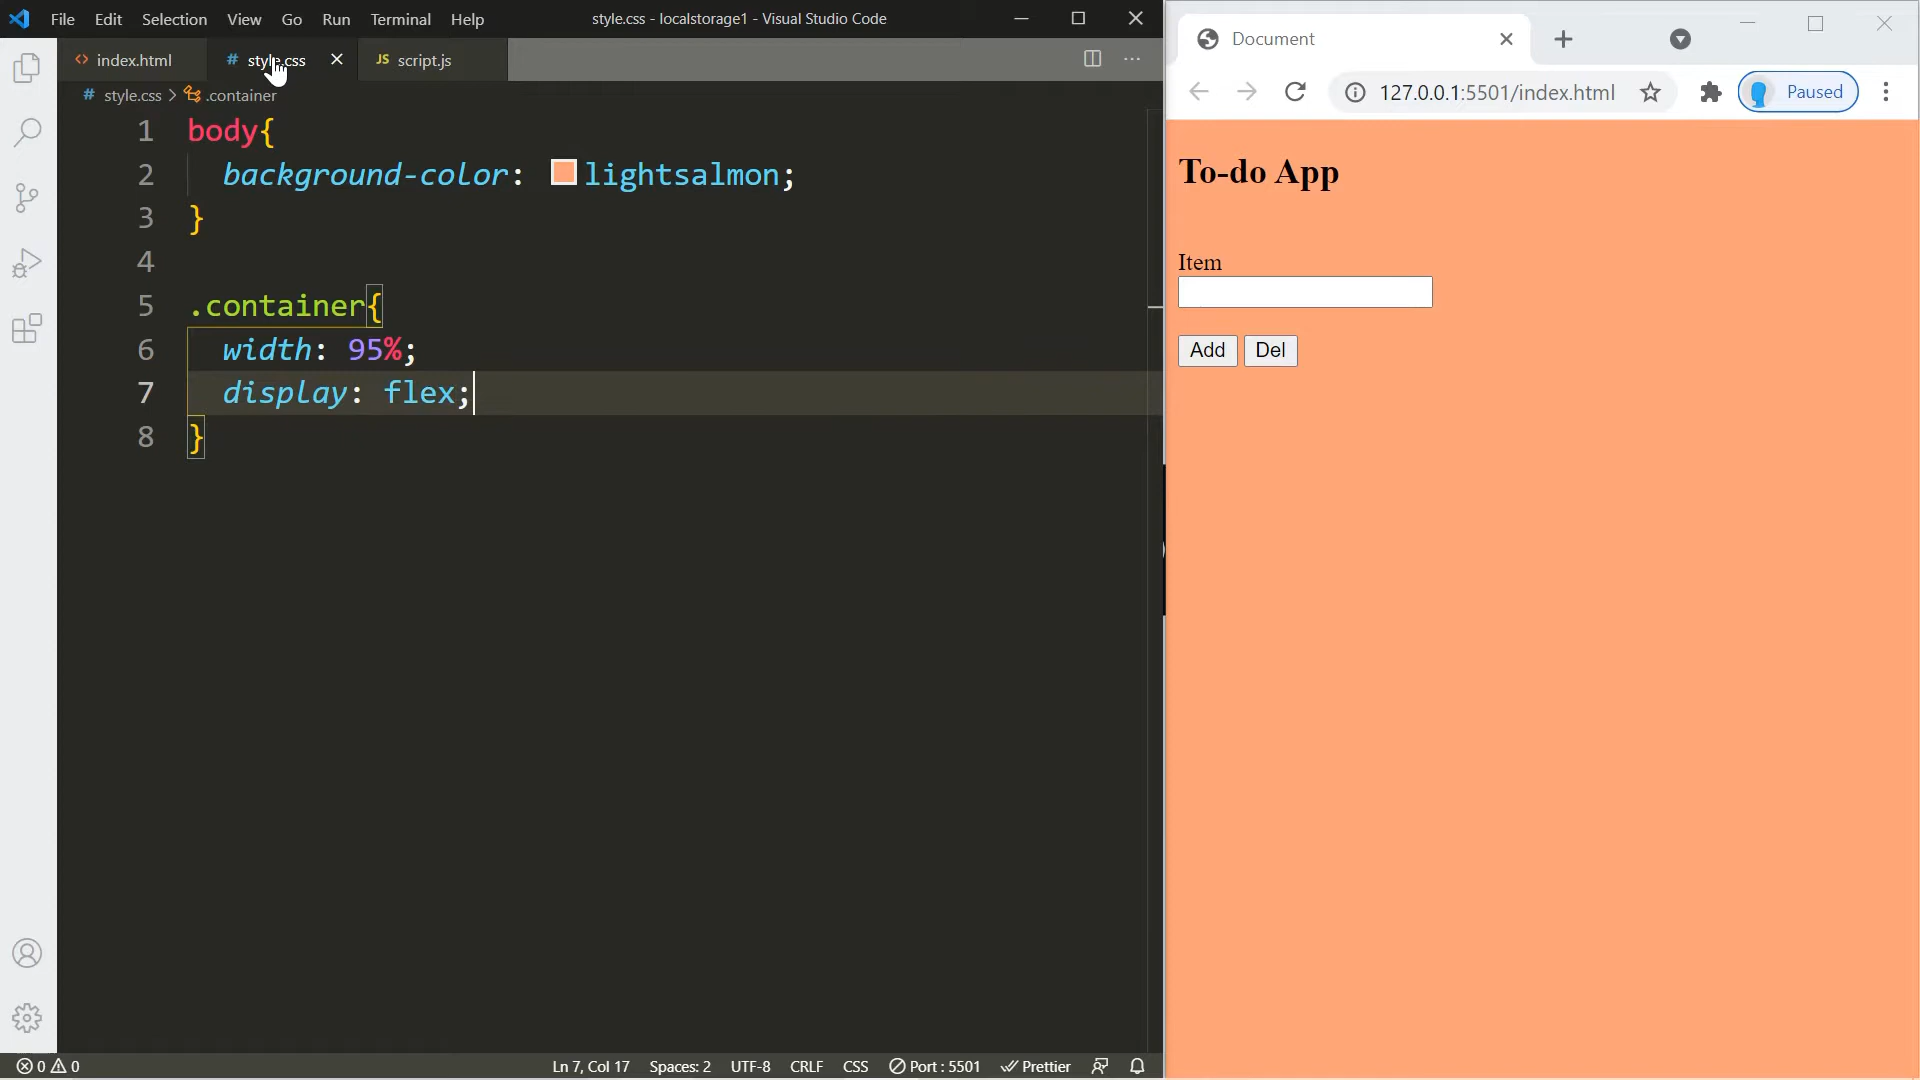 File Edit Selection View Go Run Terminal Help
style.css - localstorage1 - Visual Studio Code
index.html
# style.css
JS script.js
# style.css > .container
1 body{
2 background-color: lightsalmon;
3 }
4
5 .container{
6 width: 95%;
7 display: flex;
8 }
0 0
Ln 7, Col 17 Spaces: 2 UTF-8 CRLF CSS Port : 5501 Prettier
Document
127.0.0.1:5501/index.html
Paused
To-do App
Item
Add Del